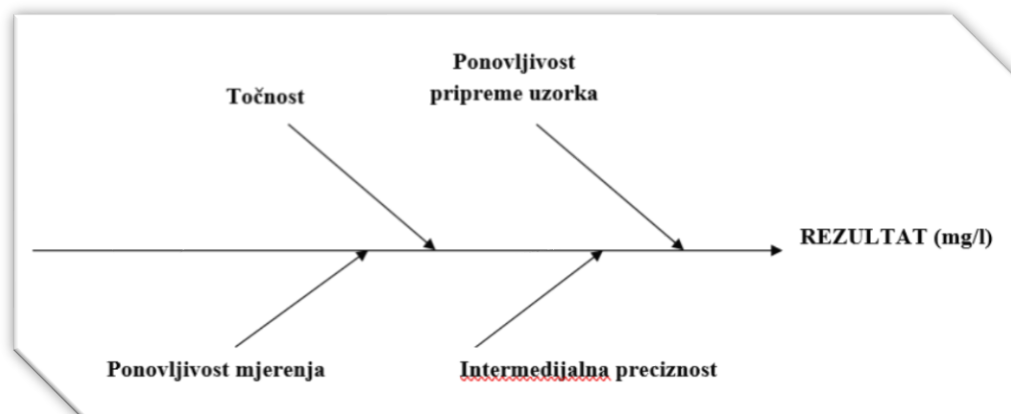 Ponovljivost
pripreme uzorka
Točnost
REZULTAT (mg/l)
Ponovljivost mjerenja
Intermedijalna preciznost